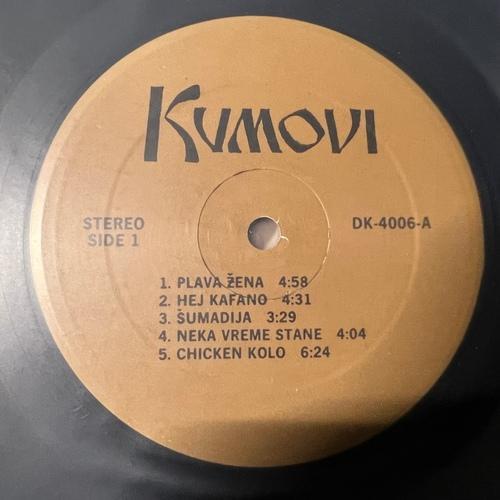 KUMOVI
STEREO
SIDE 1
DK-4006-A
1. PLAVA ŽENA 4:58
2. HEJ KAFANO 4:31
3. ŠUMADIJA 3:29
4. NEKA VREME STANE 4:04
5. CHICKEN KOLO 6:24